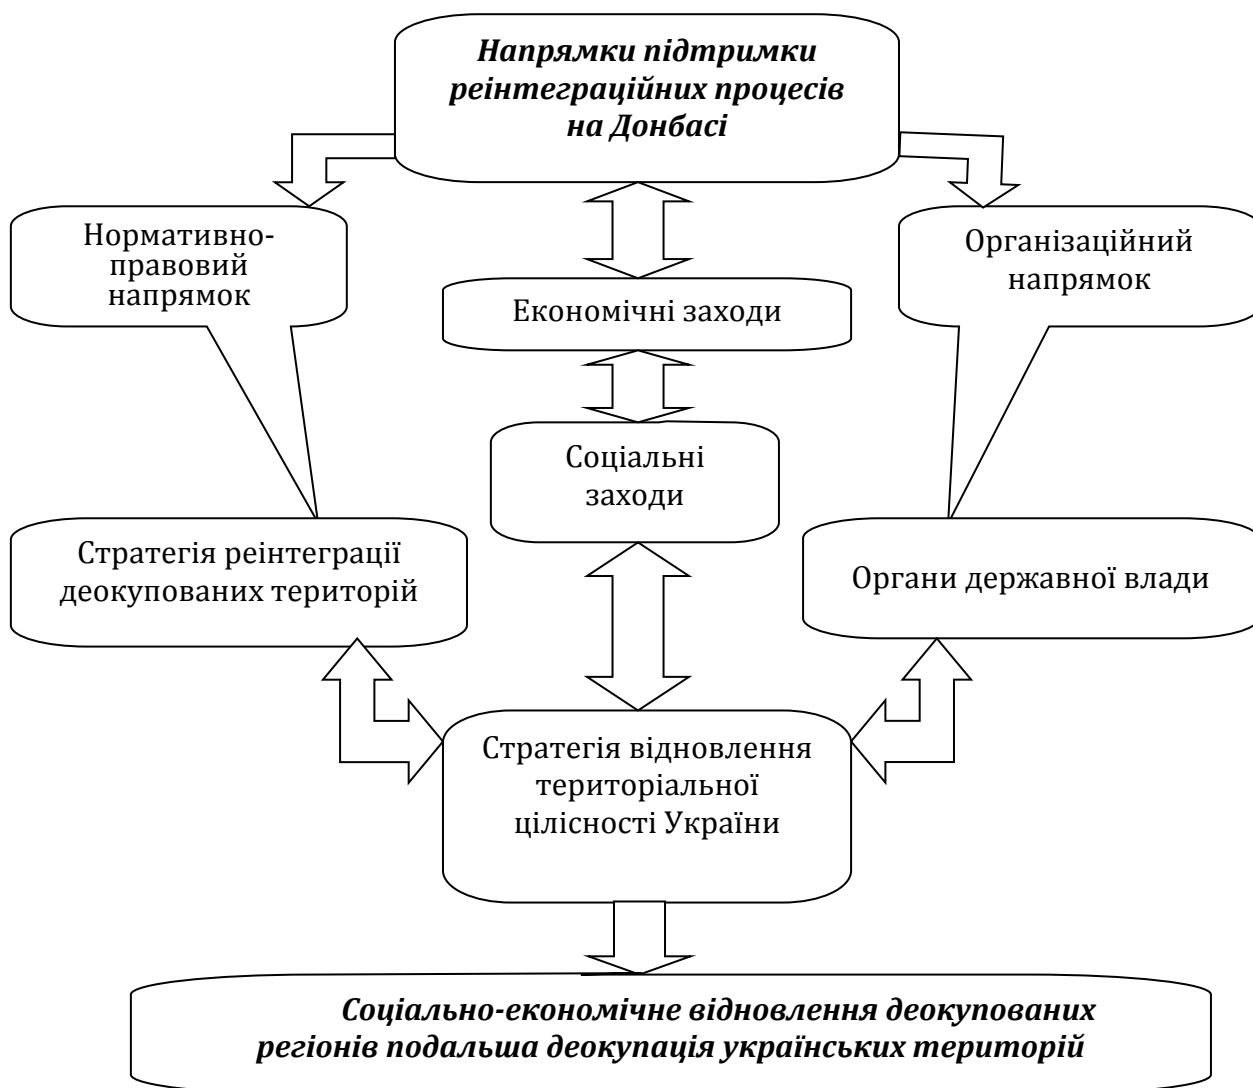 Напрямки підтримки
реінтеграційних процесів
на Донбасі
Нормативно-
правовий
напрямок
Організаційний
напрямок
Економічні заходи
Соціальні
заходи
Стратегія реінтеграції
деокупованих територій
Органи державної влади
Стратегія відновлення
територіальної
цілісності України
Соціально-економічне відновлення деокупованих
регіонів подальша деокупація українських територій